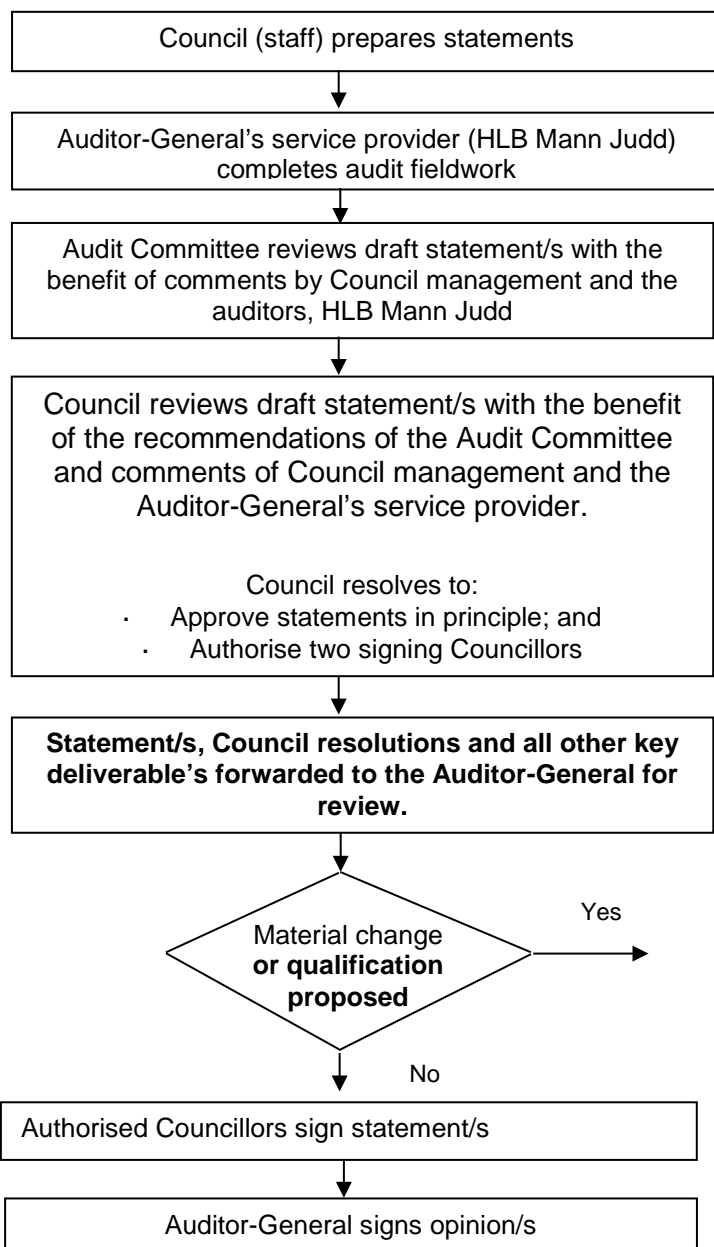 Council (staff) prepares statements
Auditor-General’s service provider (HLB Mann Judd)
completes audit fieldwork
Audit Committee reviews draft statement/s with the
benefit of comments by Council management and the
auditors, HLB Mann Judd
Council reviews draft statement/s with the benefit
of the recommendations of the Audit Committee
and comments of Council management and the
Auditor-General’s service provider.
Council resolves to:
· Approve statements in principle; and
· Authorise two signing Councillors
Statement/s, Council resolutions and all other key
deliverable’s forwarded to the Auditor-General for
review.
Material change
or qualification
proposed
Yes
No
Authorised Councillors sign statement/s
Auditor-General signs opinion/s